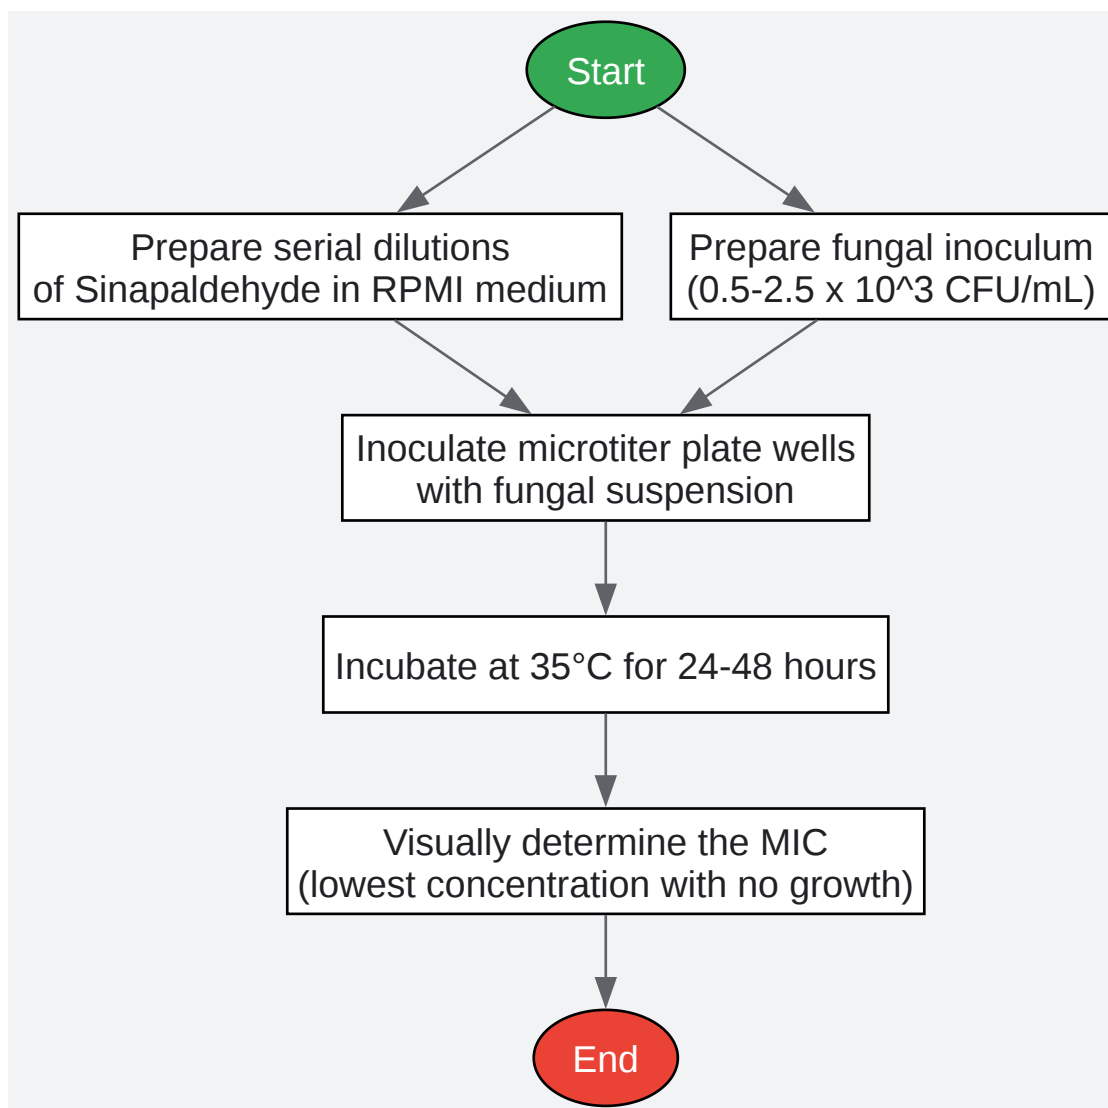 Start
Prepare serial dilutions
of Sinapaldehyde in RPMI medium
Prepare fungal inoculum
(0.5-2.5 x 10^3 CFU/mL)
Inoculate microtiter plate wells
with fungal suspension
Incubate at 35°C for 24-48 hours
Visually determine the MIC
(lowest concentration with no growth)
End